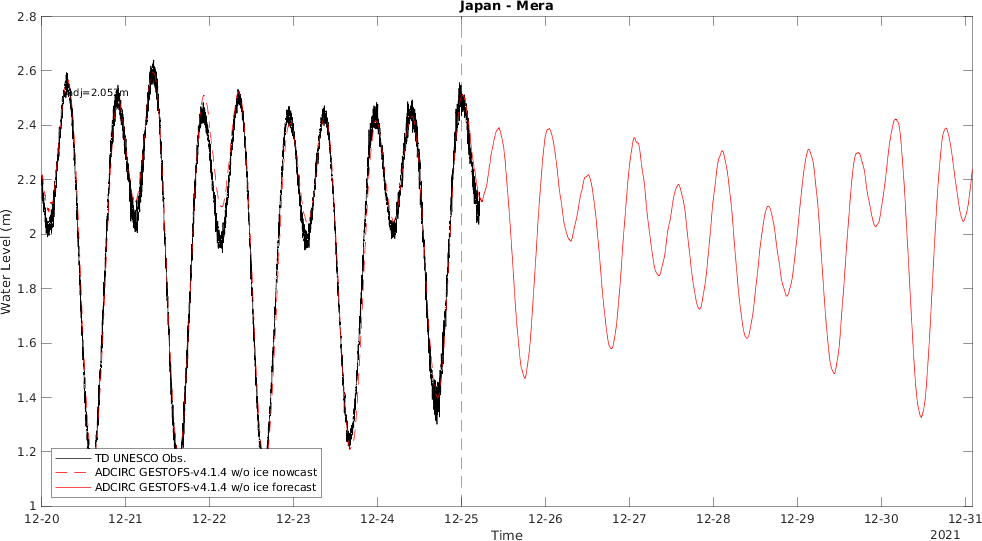 Japan - Mera
2.8
2.6
2.4
2.2
2
1.8
1.6
1.4
1.2
1
Water Level (m)
adj=2.053m
TD UNESCO Obs.
ADCIRC GESTOFS-v4.1.4 w/o ice nowcast
ADCIRC GESTOFS-v4.1.4 w/o ice forecast
12-20 12-21 12-22 12-23 12-24 12-25 12-26 12-27 12-28 12-29 12-30 12-31
Time
2021